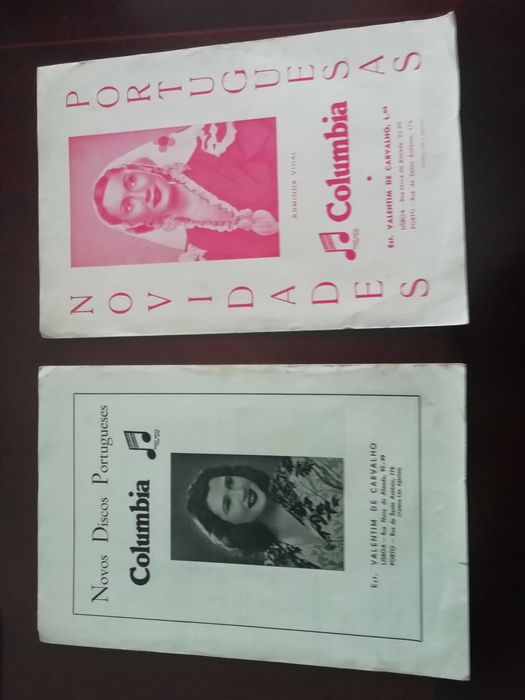 NOVIDADES
PORTUGUESAS
ARMINDA VIDAL
Columbia
Est. VALENTIM DE CARVALHO, L.da
LISBOA — Rua Nova do Almada, 95-99
PORTO — Rua de Santo António, 176
Novos Discos Portugueses
Columbia
Est. VALENTIM DE CARVALHO
LISBOA — Rua Nova do Almada, 95-99
PORTO — Rua de Santo António, 176